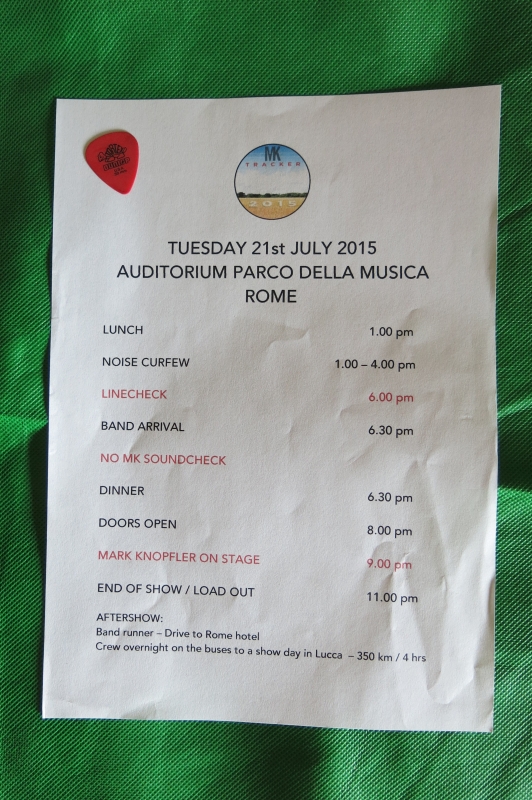 MK
TRACKER
2015
TUESDAY 21st JULY 2015
AUDITORIUM PARCO DELLA MUSICA
ROME
LUNCH 1.00 pm
NOISE CURFEW 1.00 – 4.00 pm
LINECHECK 6.00 pm
BAND ARRIVAL 6.30 pm
NO MK SOUNDCHECK
DINNER 6.30 pm
DOORS OPEN 8.00 pm
MARK KNOPFLER ON STAGE 9.00 pm
END OF SHOW / LOAD OUT 11.00 pm
AFTERSHOW:
Band runner – Drive to Rome hotel
Crew overnight on the buses to a show day in Lucca – 350 km / 4 hrs